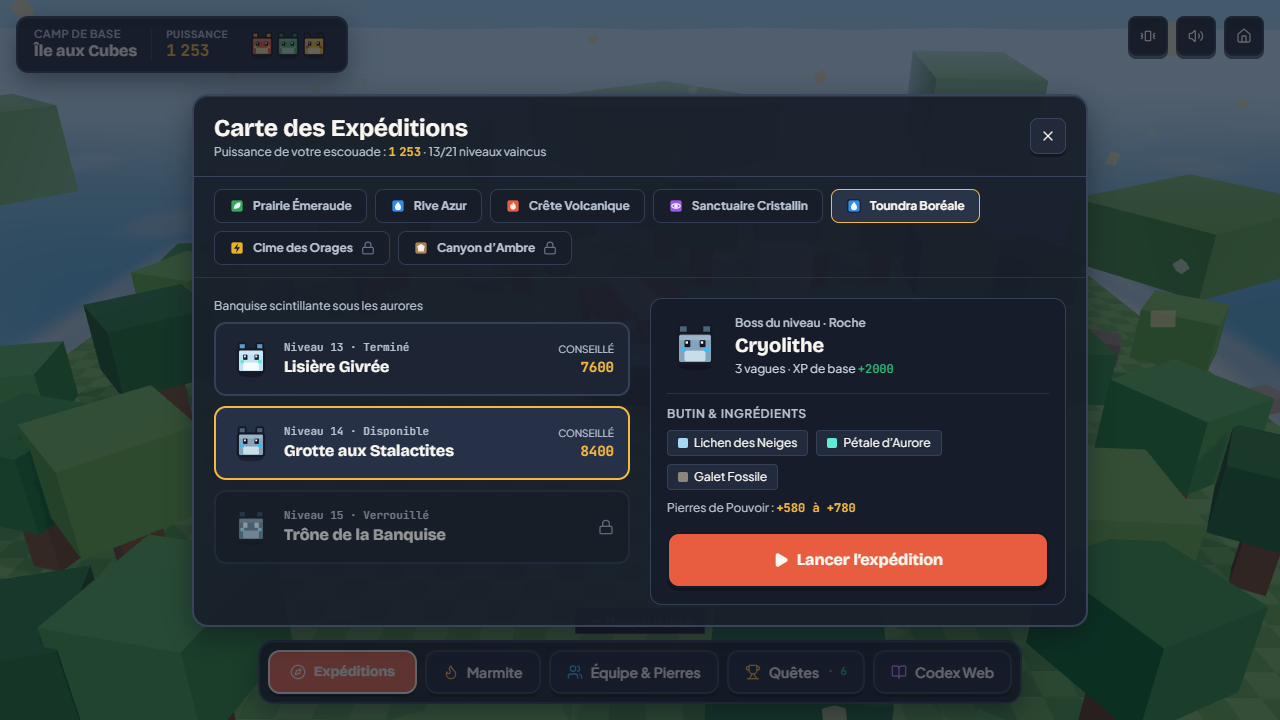 CAMP DE BASE
Île aux Cubes
PUISSANCE
1 253
Carte des Expéditions
Puissance de votre escouade : 1 253 · 13/21 niveaux vaincus
Prairie Émeraude
Rive Azur
Crête Volcanique
Sanctuaire Cristallin
Toundra Boréale
Cime des Orages
Canyon d’Ambre
Banquise scintillante sous les aurores
Niveau 13 · Terminé
Lisière Givrée
CONSEILLÉ
7600
Niveau 14 · Disponible
Grotte aux Stalactites
CONSEILLÉ
8400
Niveau 15 · Verrouillé
Trône de la Banquise
Boss du niveau · Roche
Cryolithe
3 vagues · XP de base +2000
BUTIN & INGRÉDIENTS
Lichen des Neiges
Pétale d’Aurore
Galet Fossile
Pierres de Pouvoir : +580 à +780
Lancer l’expédition
Expéditions
Marmite
Équipe & Pierres
Quêtes · 6
Codex Web